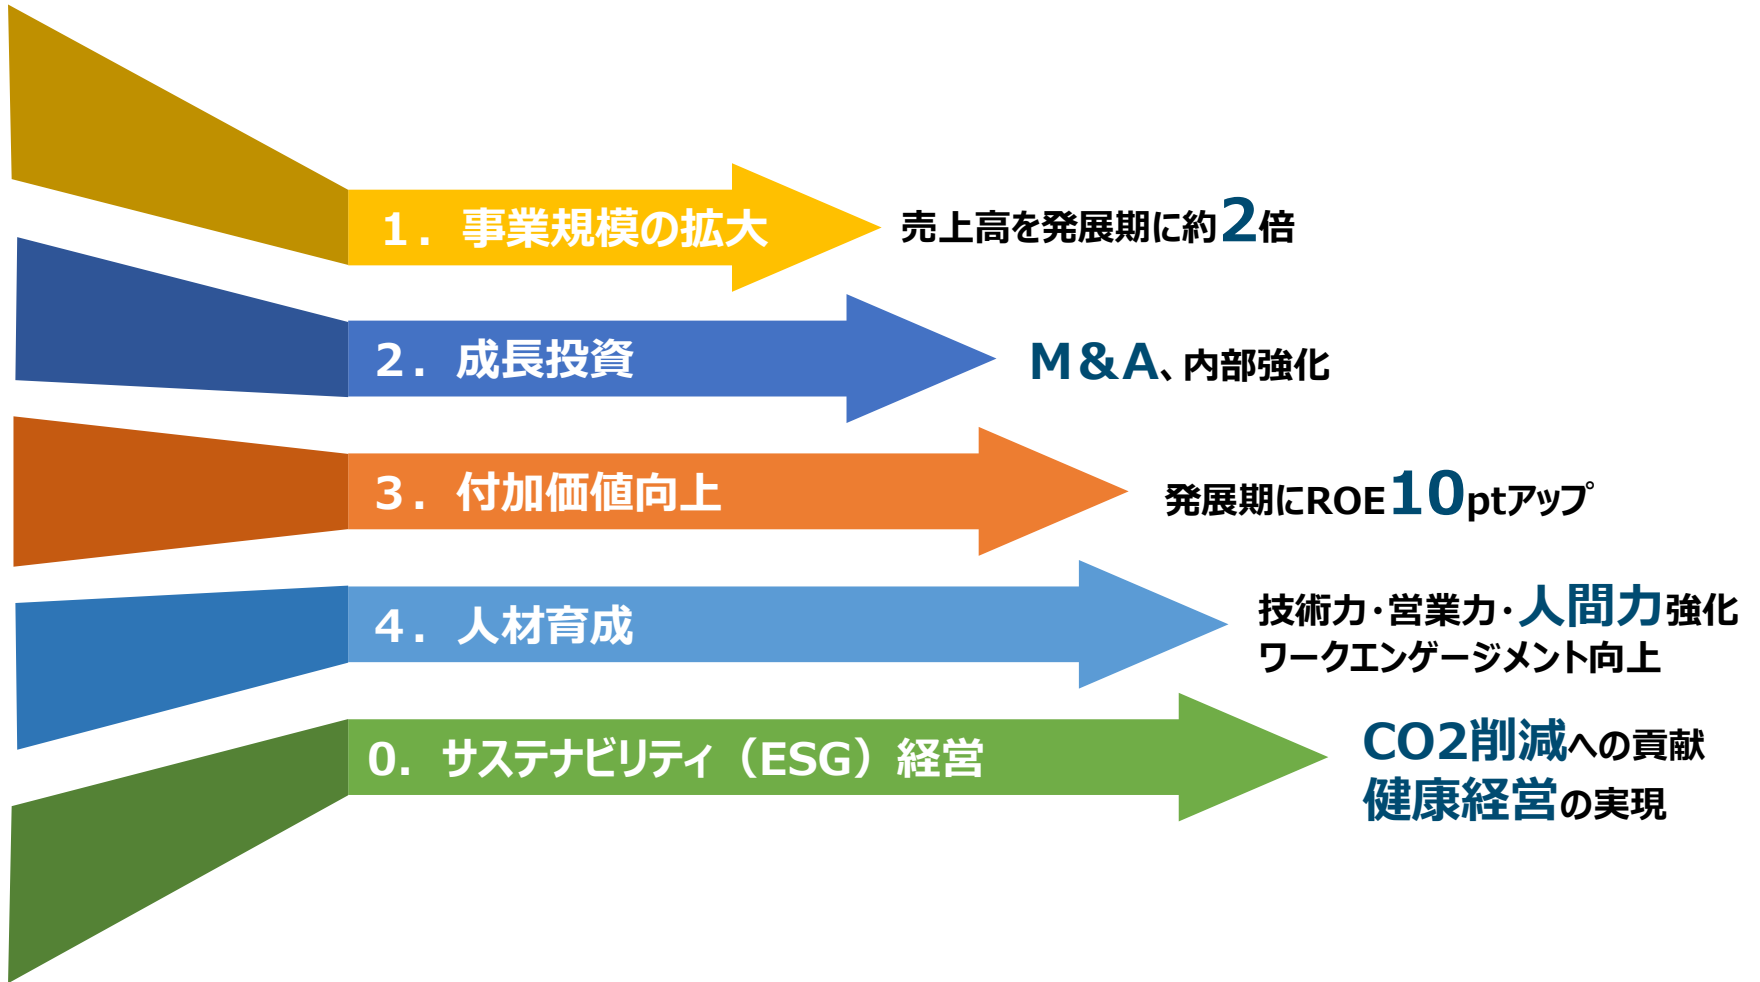 １．事業規模の拡大
売上高を発展期に約2倍
２．成長投資
Ｍ＆Ａ、内部強化
３．付加価値向上
発展期にROE10ptアップ
４．人材育成
技術力・営業力・人間力強化
ワークエンゲージメント向上
0．サステナビリティ（ESG）経営
CO2削減への貢献
健康経営の実現